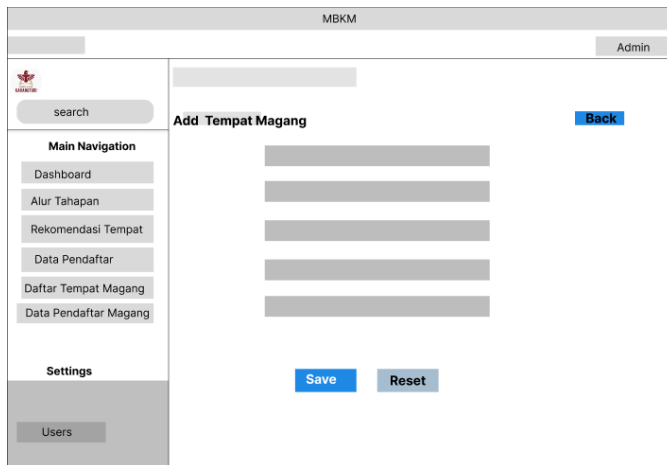 MBKM
Admin
search
Add Tempat Magang
Back
Main Navigation
Dashboard
Alur Tahapan
Rekomendasi Tempat
Data Pendaftar
Daftar Tempat Magang
Data Pendaftar Magang
Settings
Save
Reset
Users